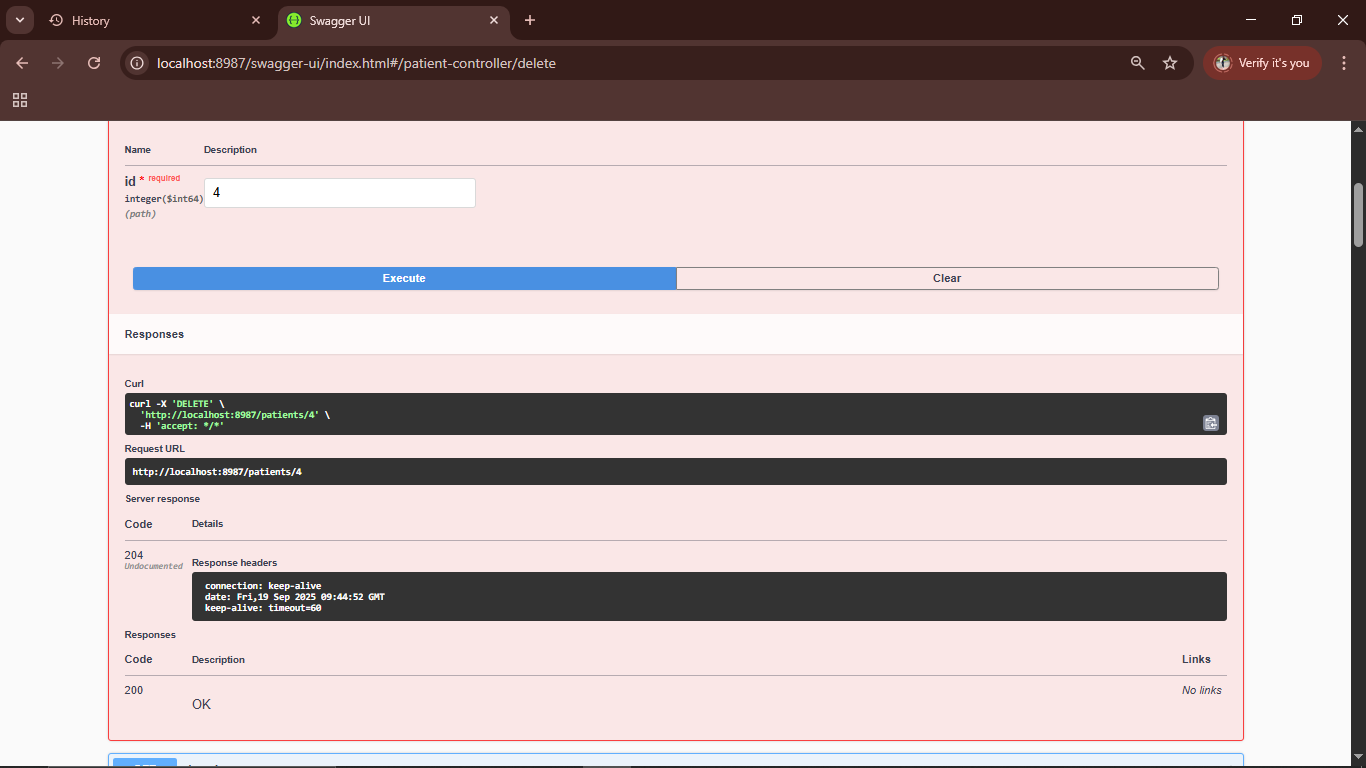 History
Swagger UI
localhost:8987/swagger-ui/index.html#/patient-controller/delete
Verify it's you
Name Description
id * required
4
integer($int64)
(path)
Execute Clear
Responses
Curl
curl -X 'DELETE' \
'http://localhost:8987/patients/4' \
-H 'accept: */*'
Request URL
http://localhost:8987/patients/4
Server response
Code Details
204
Undocumented
Response headers
connection: keep-alive
date: Fri,19 Sep 2025 09:44:52 GMT
keep-alive: timeout=60
Responses
Code Description Links
200 No links
OK